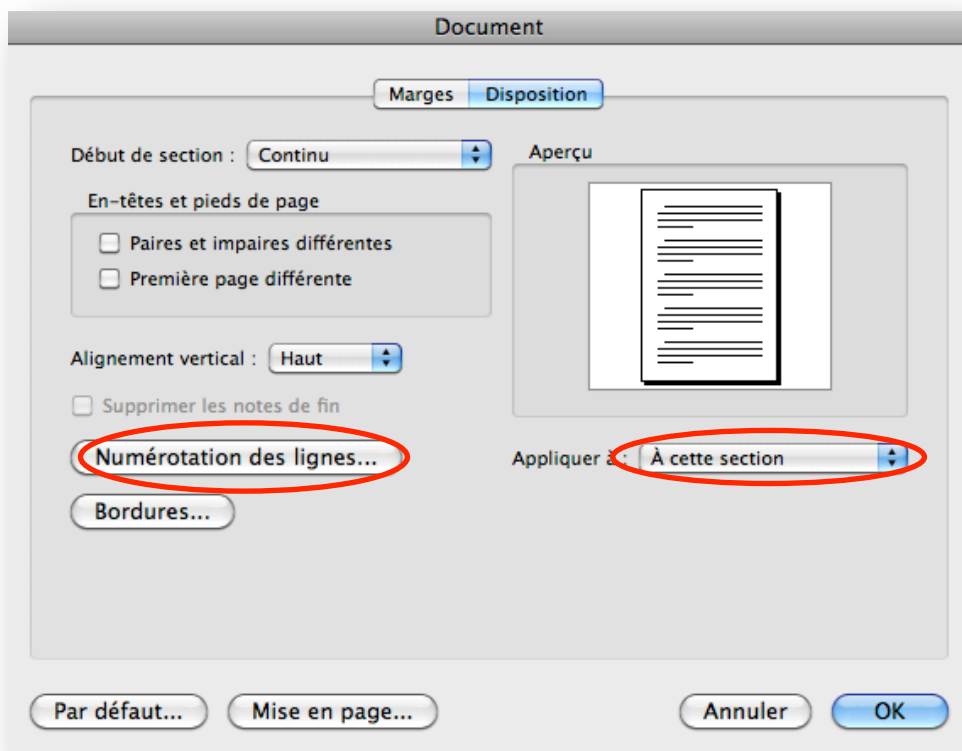 Document
Marges Disposition
Début de section : Continu
En-têtes et pieds de page
Paires et impaires différentes
Première page différente
Alignement vertical : Haut
Supprimer les notes de fin
Numérotation des lignes...
Bordures...
Aperçu
Appliquer à : À cette section
Par défaut... Mise en page... Annuler OK